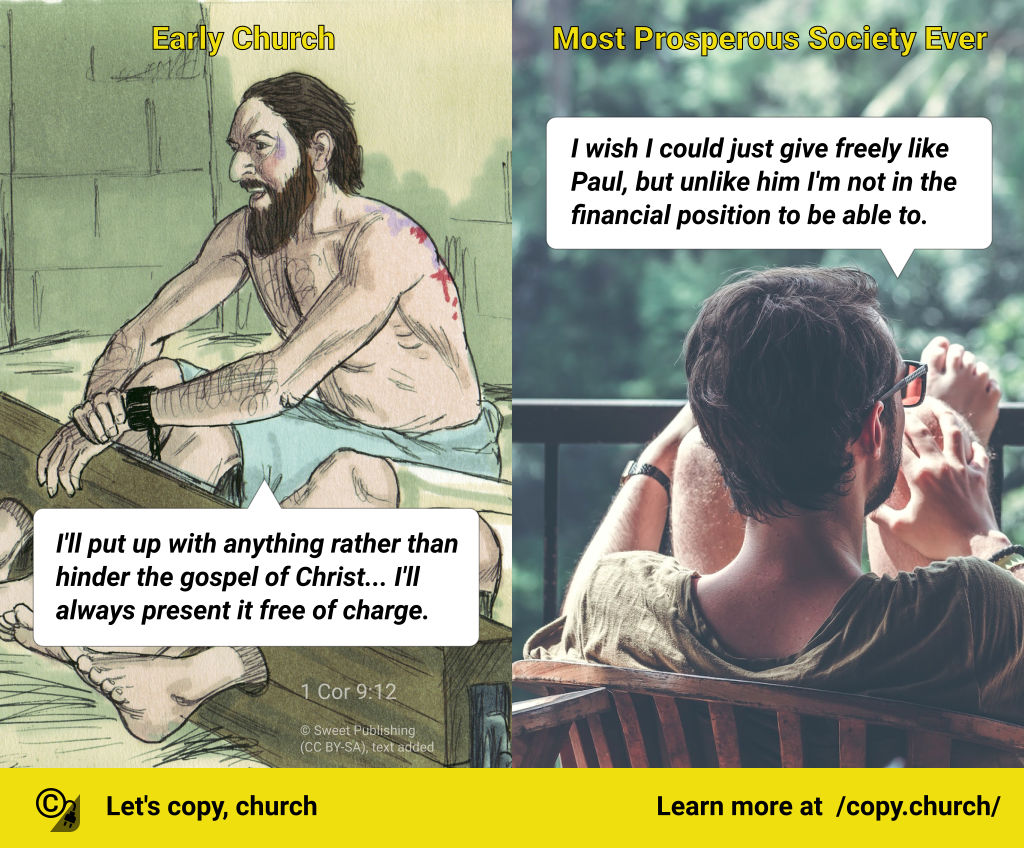 Early Church
Most Prosperous Society Ever
I wish I could just give freely like
Paul, but unlike him I'm not in the
financial position to be able to.
I'll put up with anything rather than
hinder the gospel of Christ... I'll
always present it free of charge.
1 Cor 9:12
© Sweet Publishing
(CC BY-SA), text added
©
Let's copy, church
Learn more at /copy.church/